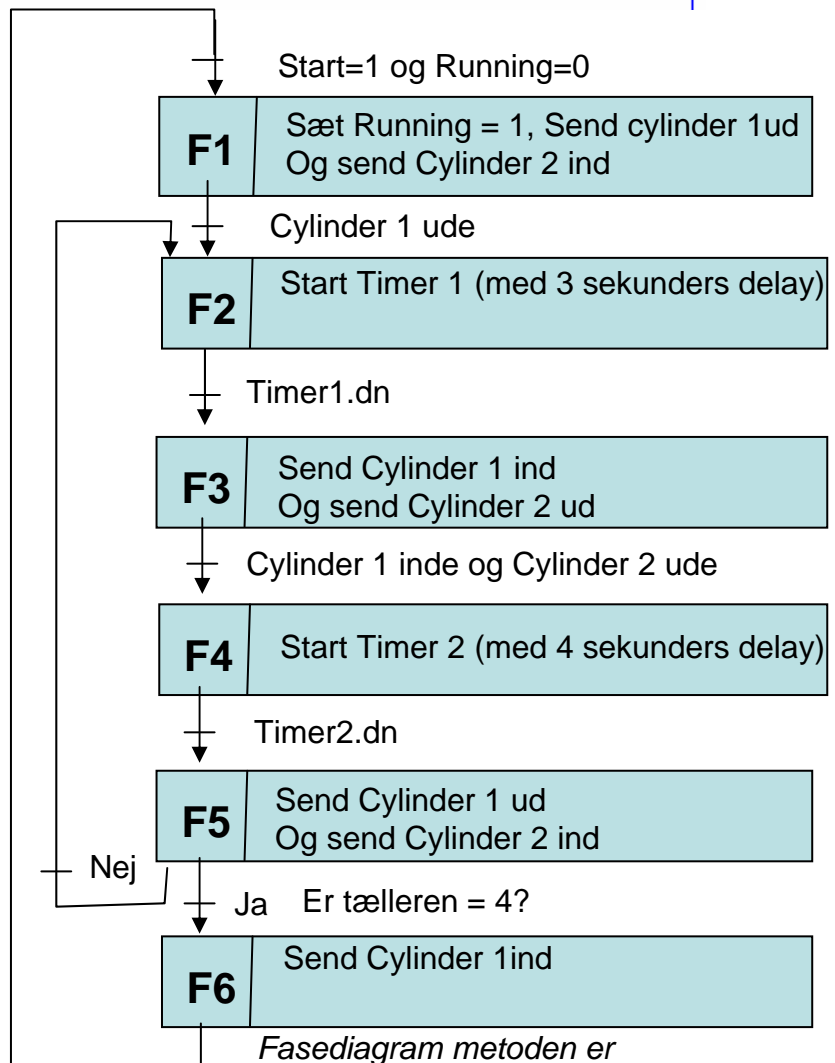 Start=1 og Running=0
F1
Sæt Running = 1, Send cylinder 1ud
Og send Cylinder 2 ind
Cylinder 1 ude
F2
Start Timer 1 (med 3 sekunders delay)
Timer1.dn
F3
Send Cylinder 1 ind
Og send Cylinder 2 ud
Cylinder 1 inde og Cylinder 2 ude
F4
Start Timer 2 (med 4 sekunders delay)
Timer2.dn
F5
Send Cylinder 1 ud
Og send Cylinder 2 ind
Nej
Ja Er tælleren = 4?
F6
Send Cylinder 1ind
Fasediagram metoden er